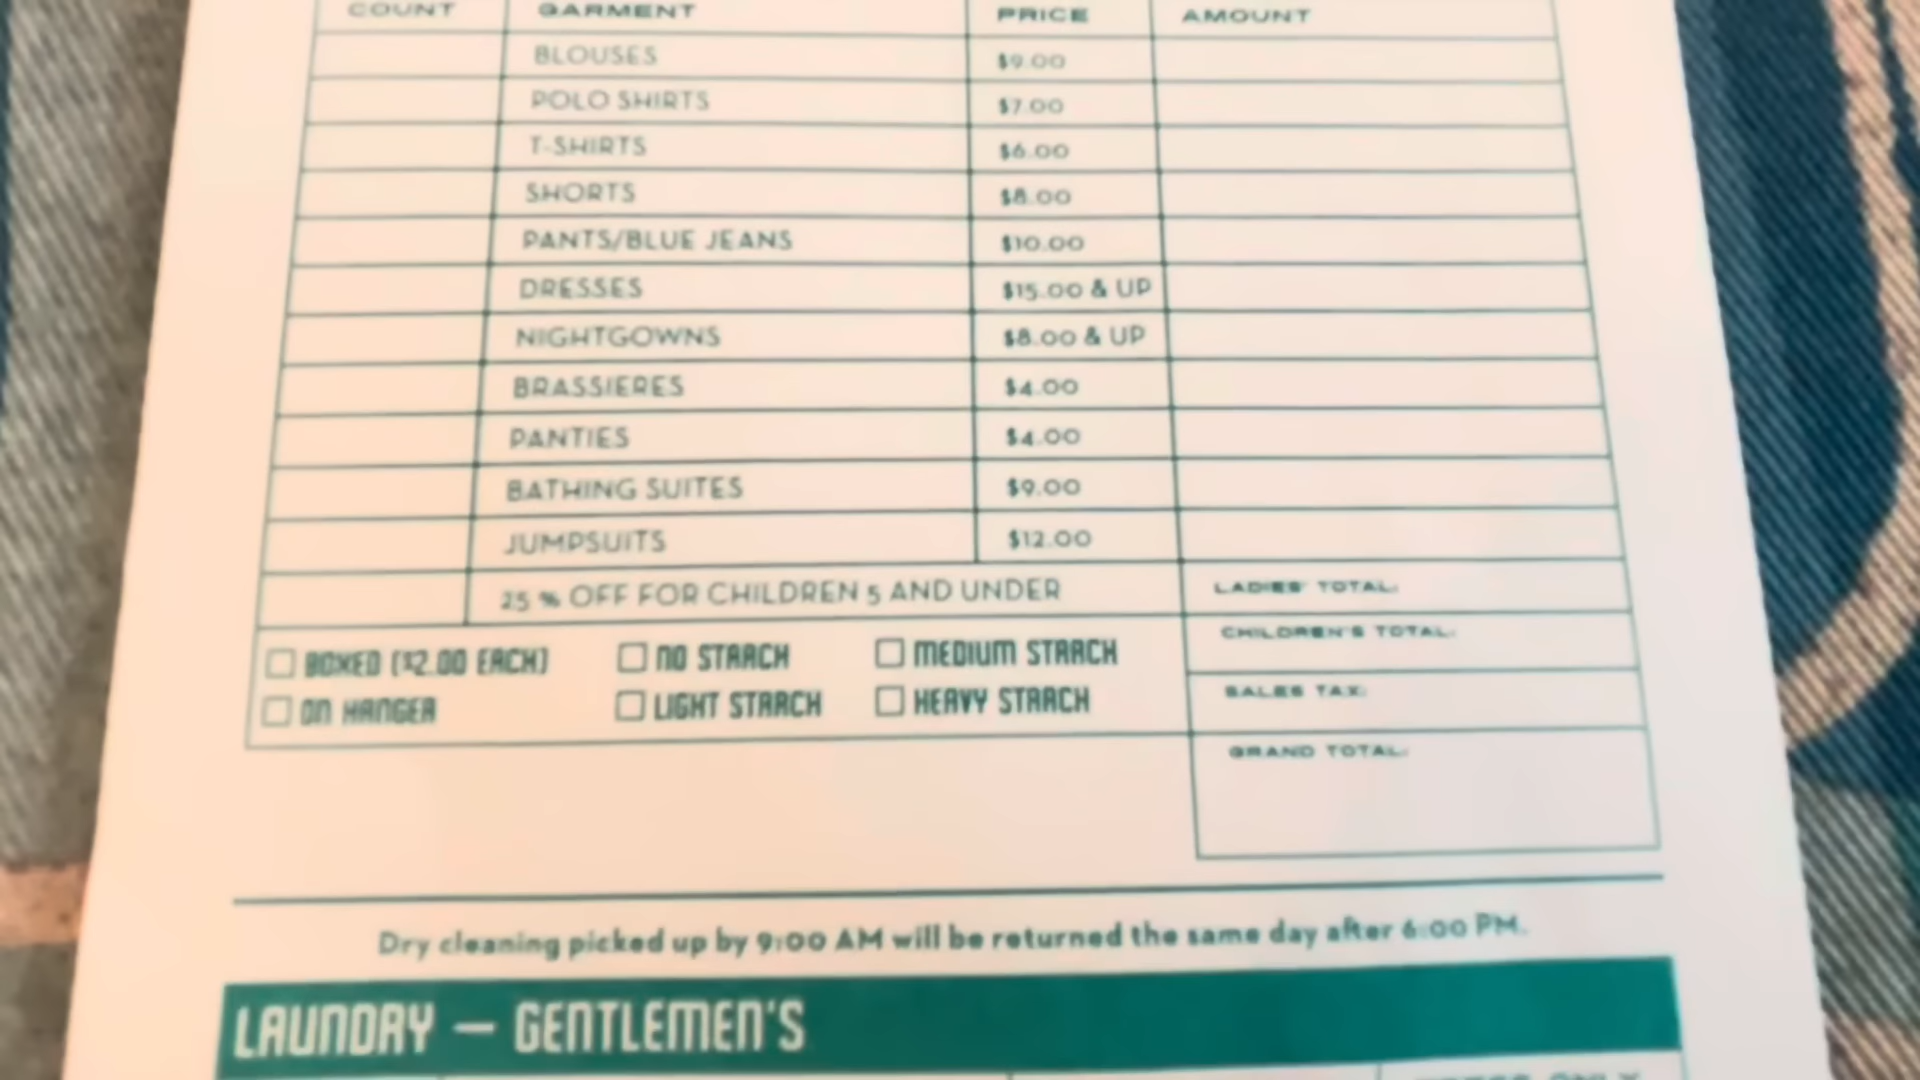 COUNT GARMENT PRICE AMOUNT
BLOUSES $9.00
POLO SHIRTS $7.00
T-SHIRTS $6.00
SHORTS $8.00
PANTS/BLUE JEANS $10.00
DRESSES $15.00 & UP
NIGHTGOWNS $8.00 & UP
BRASSIERES $4.00
PANTIES $4.00
BATHING SUITES $9.00
JUMPSUITS $12.00
25 % OFF FOR CHILDREN 5 AND UNDER LADIES' TOTAL:
CHILDREN'S TOTAL:
BOXED ($2.00 EACH) NO STARCH MEDIUM STARCH
SALES TAX:
ON HANGER LIGHT STARCH HEAVY STARCH
GRAND TOTAL:
Dry cleaning picked up by 9:00 AM will be returned the same day after 6:00 PM.
LAUNDRY — GENTLEMEN'S